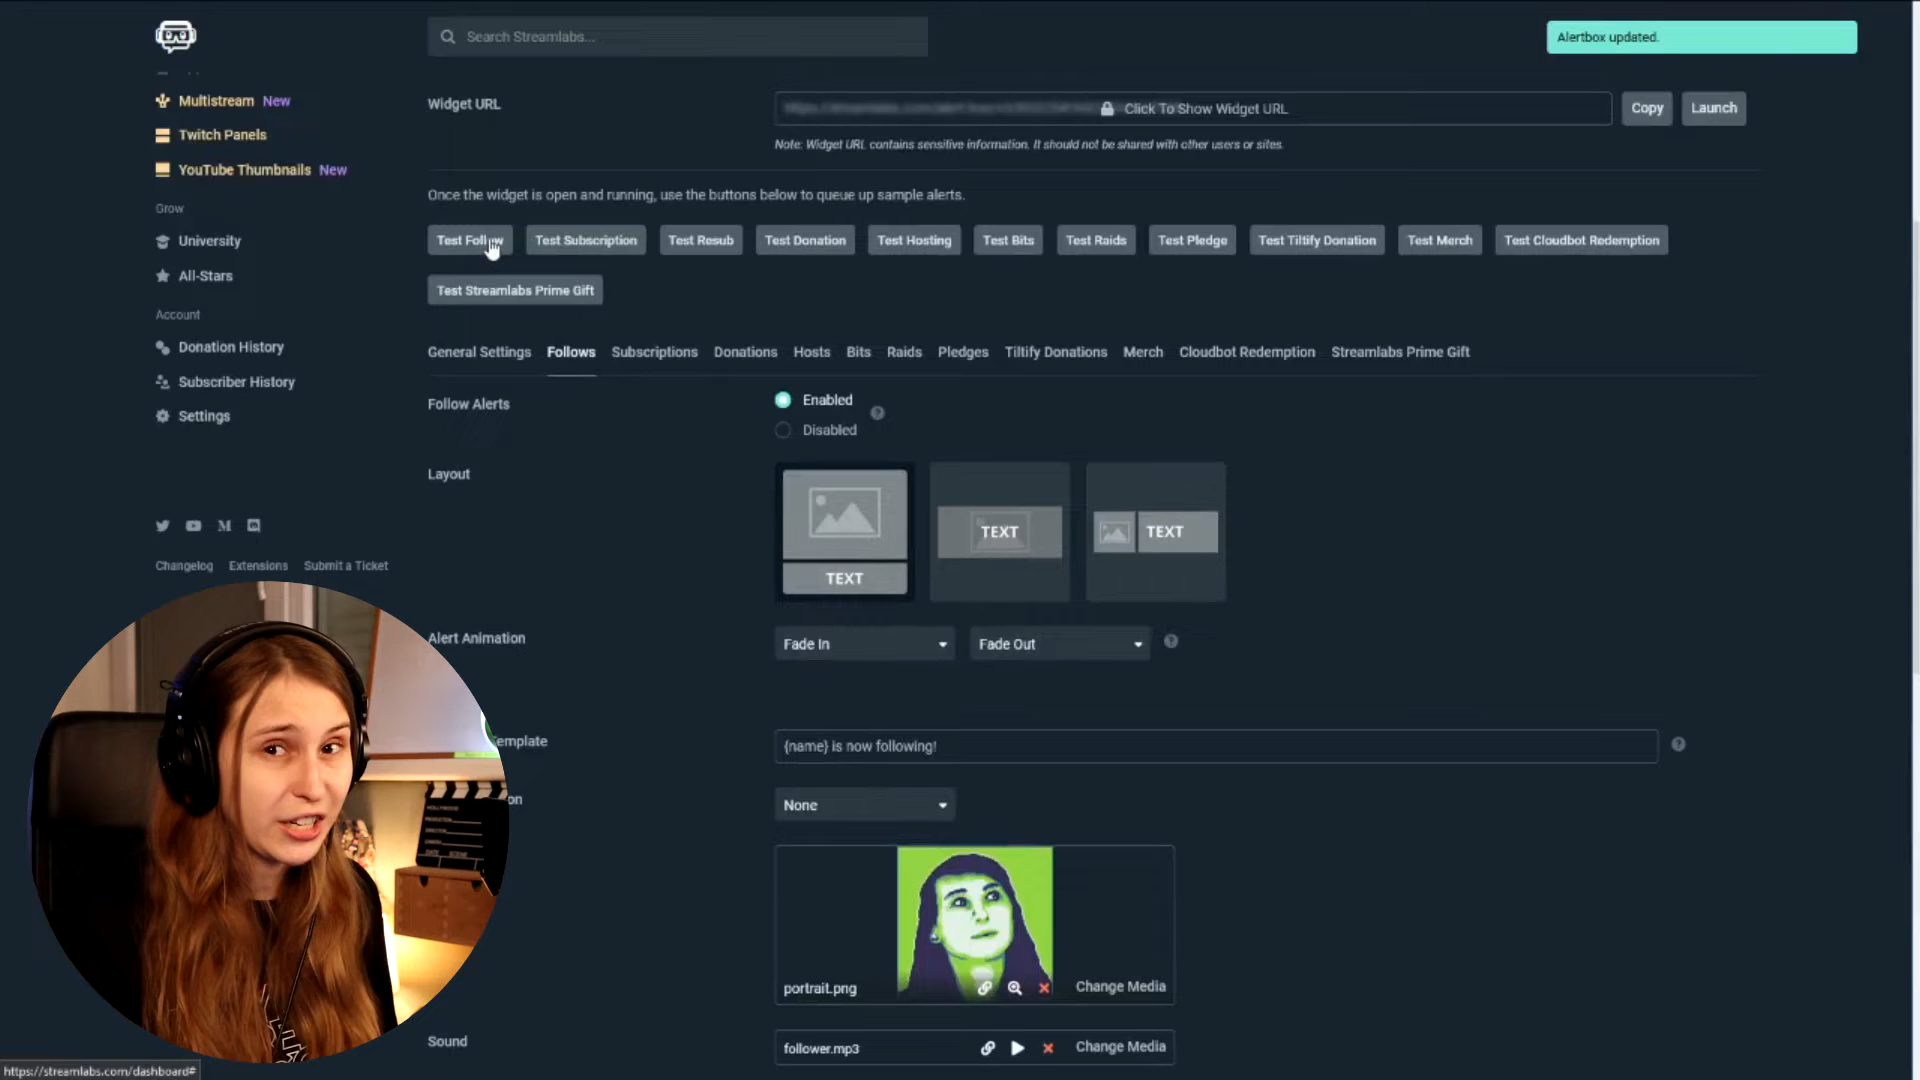 Search Streamlabs...
Alertbox updated.
Multistream New
Twitch Panels
YouTube Thumbnails New
Grow
University
All-Stars
Account
Donation History
Subscriber History
Settings
Changelog Extensions Submit a Ticket
Widget URL
Click To Show Widget URL
Copy
Launch
Note: Widget URL contains sensitive information. It should not be shared with other users or sites.
Once the widget is open and running, use the buttons below to queue up sample alerts.
Test Follow Test Subscription Test Resub Test Donation Test Hosting Test Bits Test Raids Test Pledge Test Tiltify Donation Test Merch Test Cloudbot Redemption
Test Streamlabs Prime Gift
General Settings Follows Subscriptions Donations Hosts Bits Raids Pledges Tiltify Donations Merch Cloudbot Redemption Streamlabs Prime Gift
Follow Alerts
Enabled
Disabled
Layout
TEXT
TEXT
TEXT
Alert Animation
Fade In
Fade Out
Template
{name} is now following!
on
None
portrait.png
Change Media
Sound
follower.mp3
Change Media
https://streamlabs.com/dashboard#